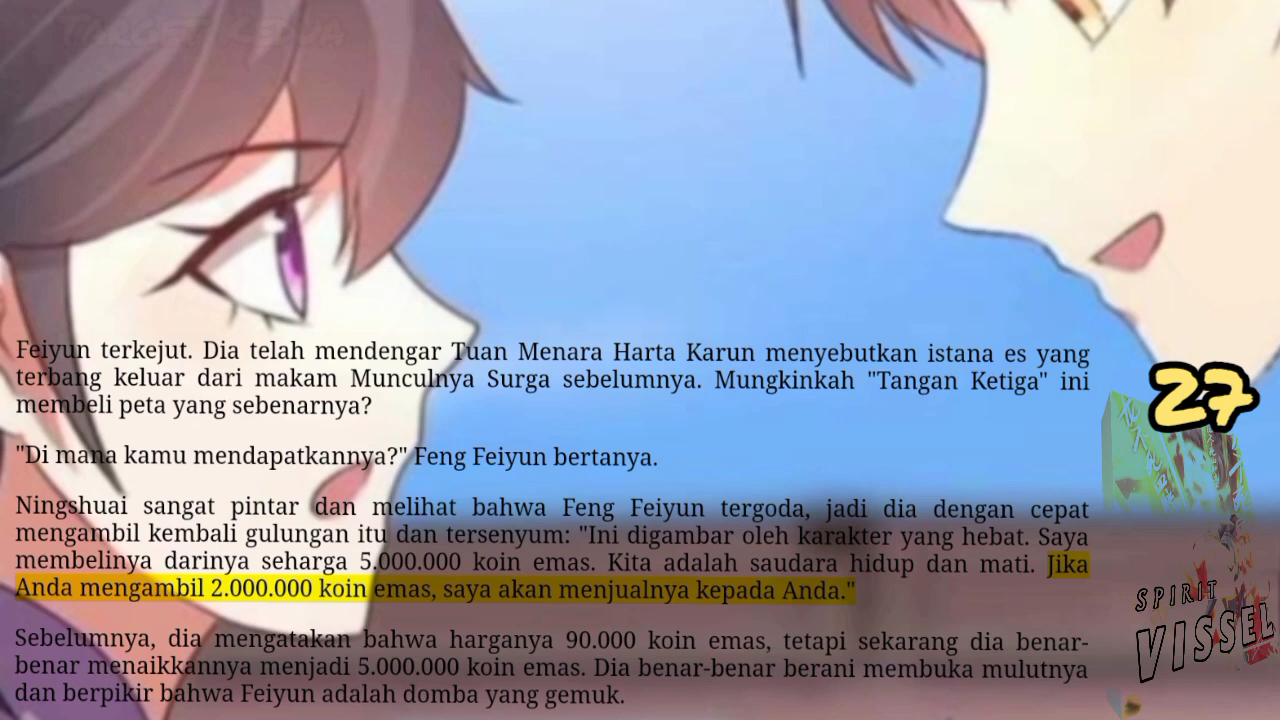 TARGET KEDUA
Feiyun terkejut. Dia telah mendengar Tuan Menara Harta Karun menyebutkan istana es yang
terbang keluar dari makam Munculnya Surga sebelumnya. Mungkinkah "Tangan Ketiga" ini
membeli peta yang sebenarnya?
"Di mana kamu mendapatkannya?" Feng Feiyun bertanya.
Ningshuai sangat pintar dan melihat bahwa Feng Feiyun tergoda, jadi dia dengan cepat
mengambil kembali gulungan itu dan tersenyum: "Ini digambar oleh karakter yang hebat. Saya
membelinya darinya seharga 5.000.000 koin emas. Kita adalah saudara hidup dan mati. Jika
Anda mengambil 2.000.000 koin emas, saya akan menjualnya kepada Anda."
Sebelumnya, dia mengatakan bahwa harganya 90.000 koin emas, tetapi sekarang dia benar-
benar menaikkannya menjadi 5.000.000 koin emas. Dia benar-benar berani membuka mulutnya
dan berpikir bahwa Feiyun adalah domba yang gemuk.
27
SPIRIT
VISSEL